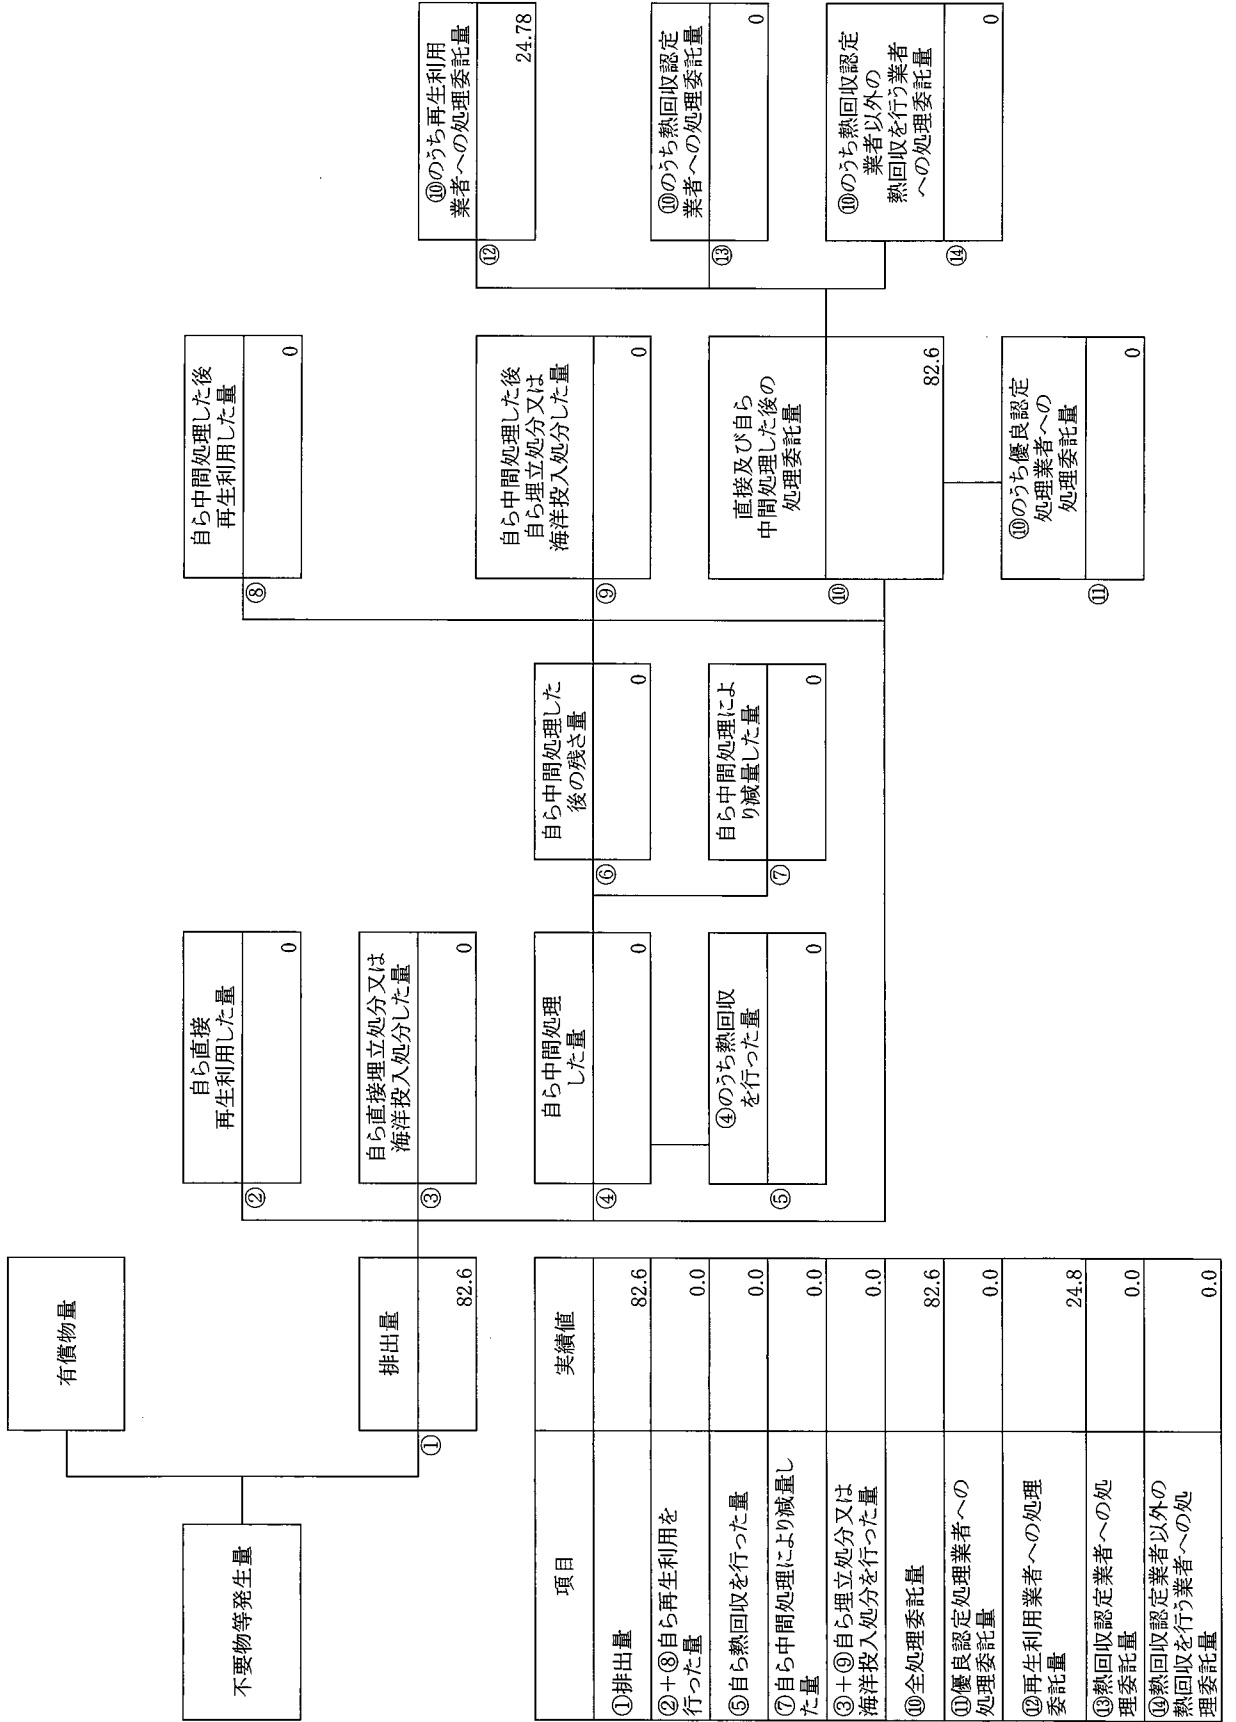 有償物量
不要物等発生量
排出量
82.6
①
自ら直接
再生利用した量
0
②
自ら直接埋立処分又は
海洋投入処分した量
0
③
自ら中間処理
した量
0
④
④のうち熱回収
を行った量
0
⑤
自ら中間処理した
後の残さ量
0
⑥
自ら中間処理によ
り減量した量
0
⑦
自ら中間処理した後
再生利用した量
0
⑧
自ら中間処理した後
自ら埋立処分又は
海洋投入処分した量
0
⑨
直接及び自ら
中間処理した後の
処理委託量
82.6
⑩
⑩のうち優良認定
処理業者への
処理委託量
0
⑪
⑩のうち再生利用
業者への処理委託量
24.78
⑫
⑩のうち熱回収認定
業者への処理委託量
0
⑬
⑩のうち熱回収認定
業者以外の
熱回収を行う業者
への処理委託量
0
⑭
項目 実績値
①排出量 82.6
②+⑧自ら再生利用を
行った量 0.0
⑤自ら熱回収を行った量 0.0
⑦自ら中間処理により減量し
た量 0.0
③+⑨自ら埋立処分又は
海洋投入処分を行った量 0.0
⑩全処理委託量 82.6
⑪優良認定処理業者への
処理委託量 0.0
⑫再生利用業者への処理
委託量 24.8
⑬熱回収認定業者への処
理委託量 0.0
⑭熱回収認定業者以外の
熱回収を行う業者への処
理委託量 0.0